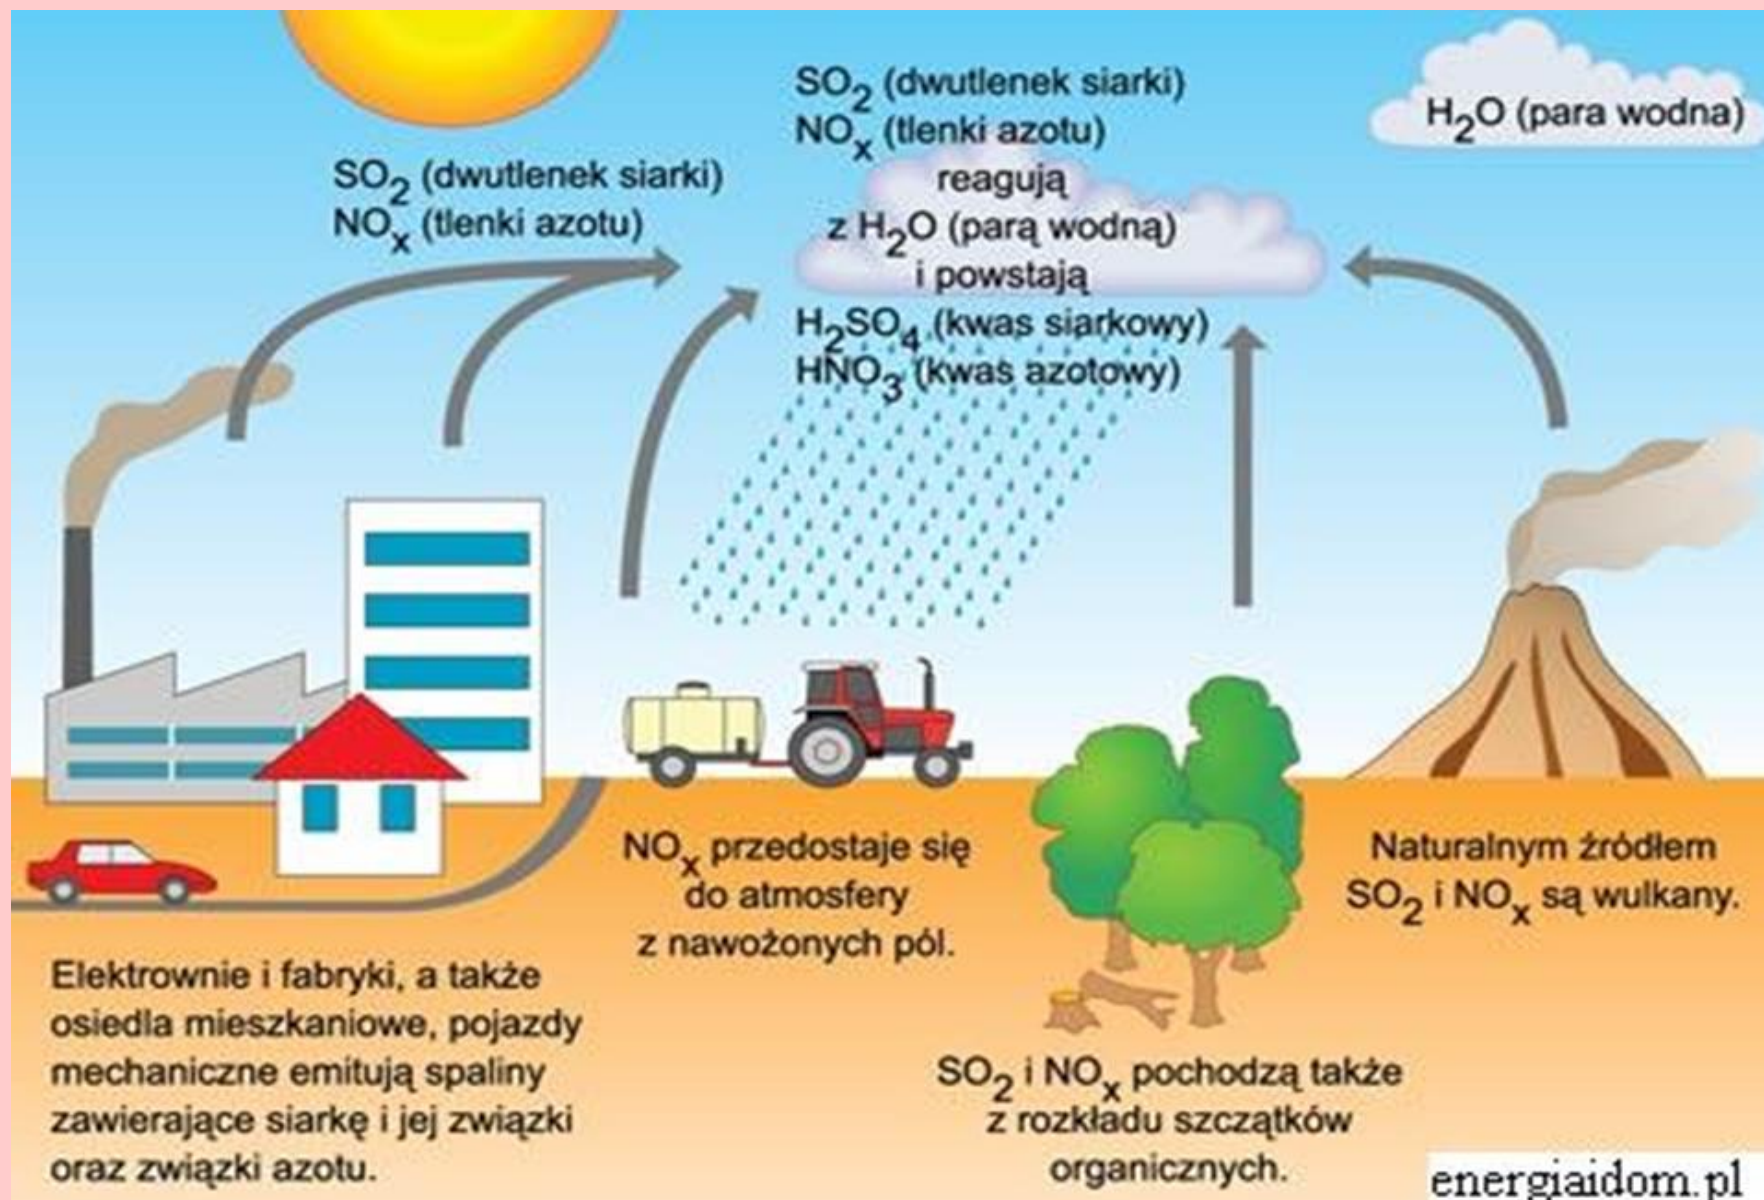 SO2 (dwutlenek siarki)
NOx (tlenki azotu)
SO2 (dwutlenek siarki)
NOx (tlenki azotu)
reagują
z H2O (parą wodną)
i powstają
H2SO4 (kwas siarkowy)
HNO3 (kwas azotowy)
H2O (para wodna)
Elektrownie i fabryki, a także
osiedla mieszkaniowe, pojazdy
mechaniczne emitują spaliny
zawierające siarkę i jej związki
oraz związki azotu.
NOx przedostaje się
do atmosfery
z nawożonych pól.
SO2 i NOx pochodzą także
z rozkładu szczątków
organicznych.
Naturalnym źródłem
SO2 i NOx są wulkany.
energiaidom.pl